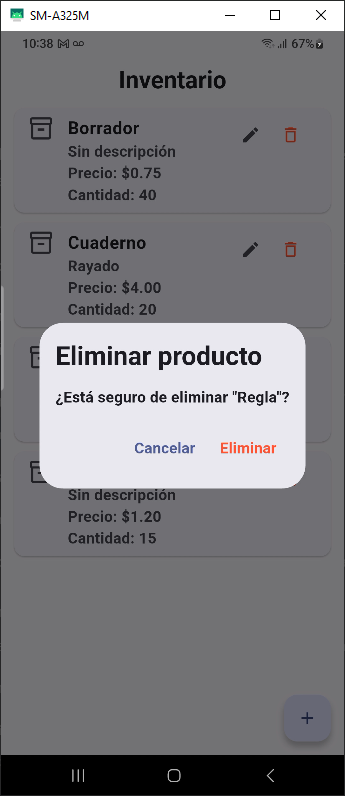 SM-A325M
10:38
67%
Inventario
Borrador
Sin descripción
Precio: $0.75
Cantidad: 40
Cuaderno
Rayado
Precio: $4.00
Cantidad: 20
Eliminar producto
¿Está seguro de eliminar "Regla"?
Cancelar
Eliminar
Sin descripción
Precio: $1.20
Cantidad: 15